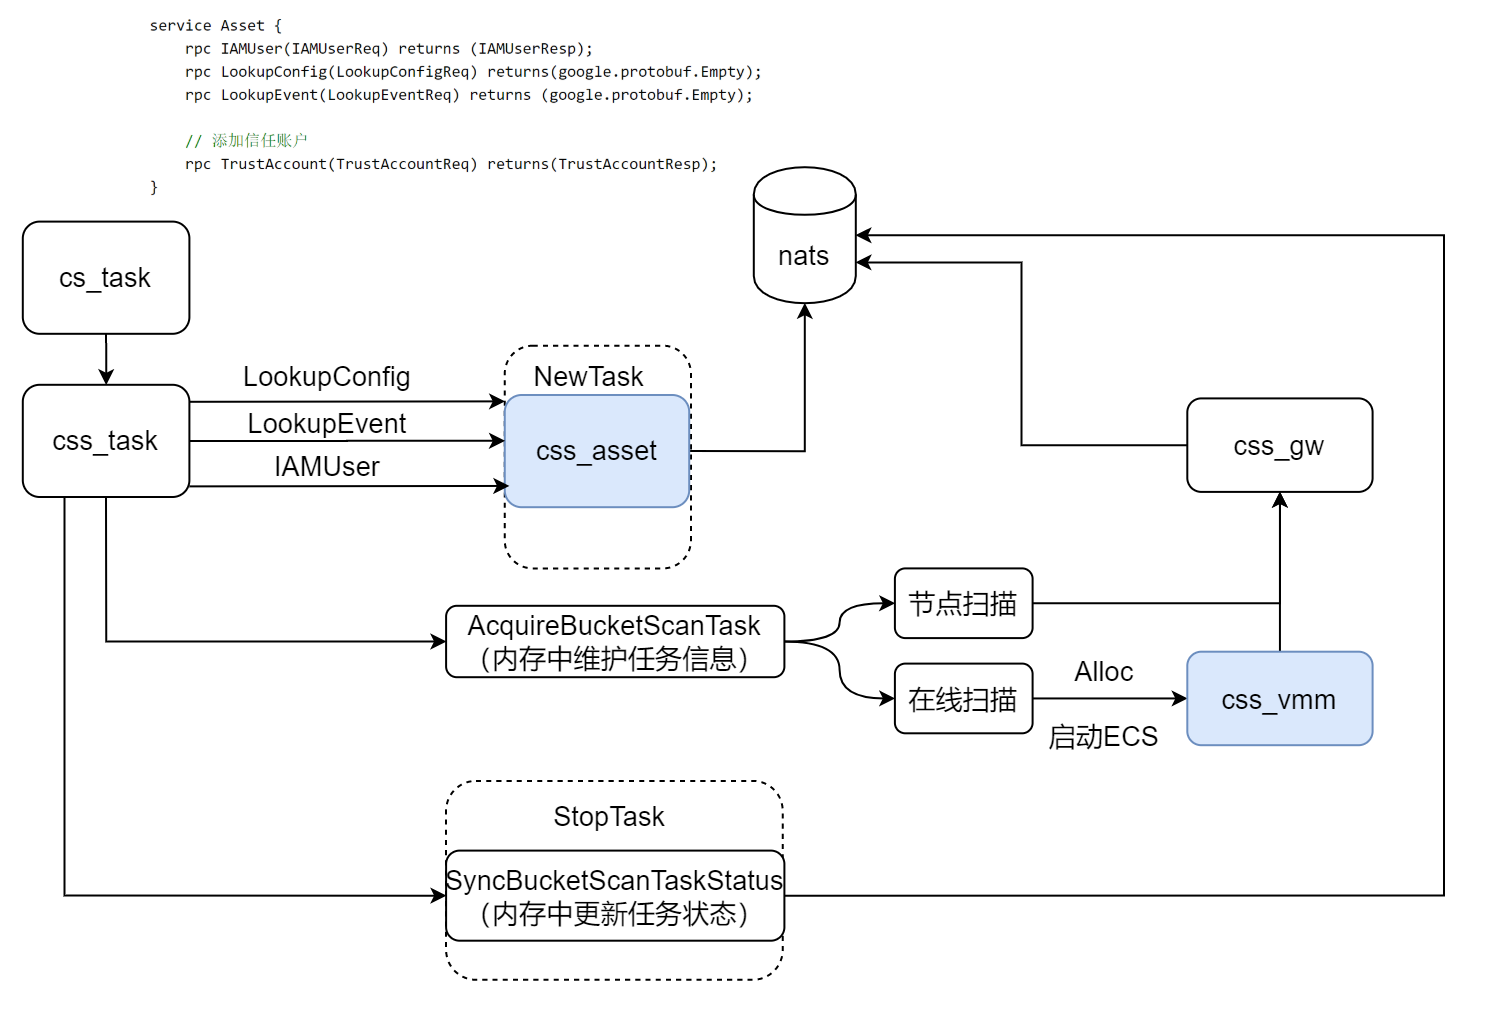 service Asset {
    rpc IAMUser(IAMUserReq) returns (IAMUserResp);
    rpc LookupConfig(LookupConfigReq) returns(google.protobuf.Empty);
    rpc LookupEvent(LookupEventReq) returns (google.protobuf.Empty);
    // 添加信任账户
    rpc TrustAccount(TrustAccountReq) returns(TrustAccountResp);
}
nats
cs_task
LookupConfig
NewTask
LookupEvent
css_task
css_asset
css_gw
IAMUser
节点扫描
AcquireBucketScanTask
（内存中维护任务信息）
在线扫描
Alloc
css_vmm
启动ECS
StopTask
SyncBucketScanTaskStatus
（内存中更新任务状态）